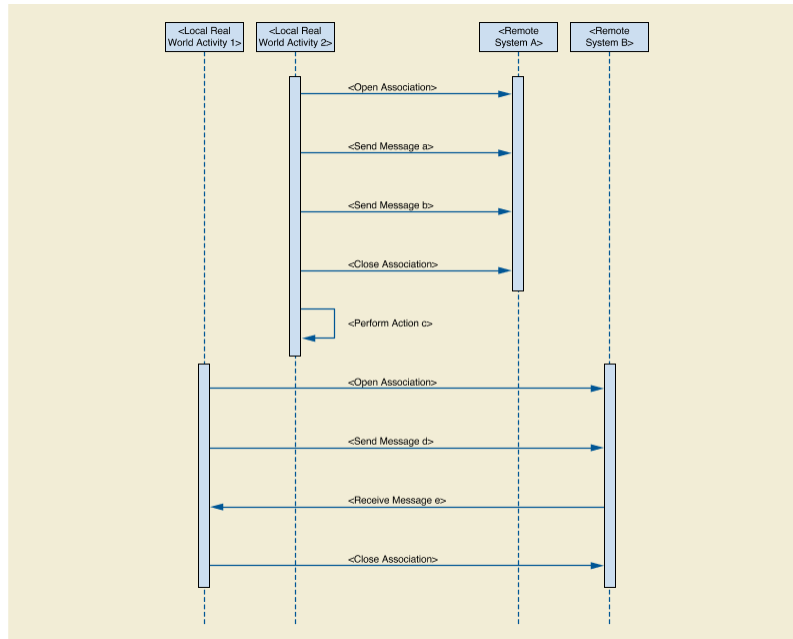 <Local Real
World Activity 1>
<Local Real
World Activity 2>
<Remote
System A>
<Remote
System B>
<Open Association>
<Send Message a>
<Send Message b>
<Close Association>
<Perform Action c>
<Open Association>
<Send Message d>
<Receive Message e>
<Close Association>